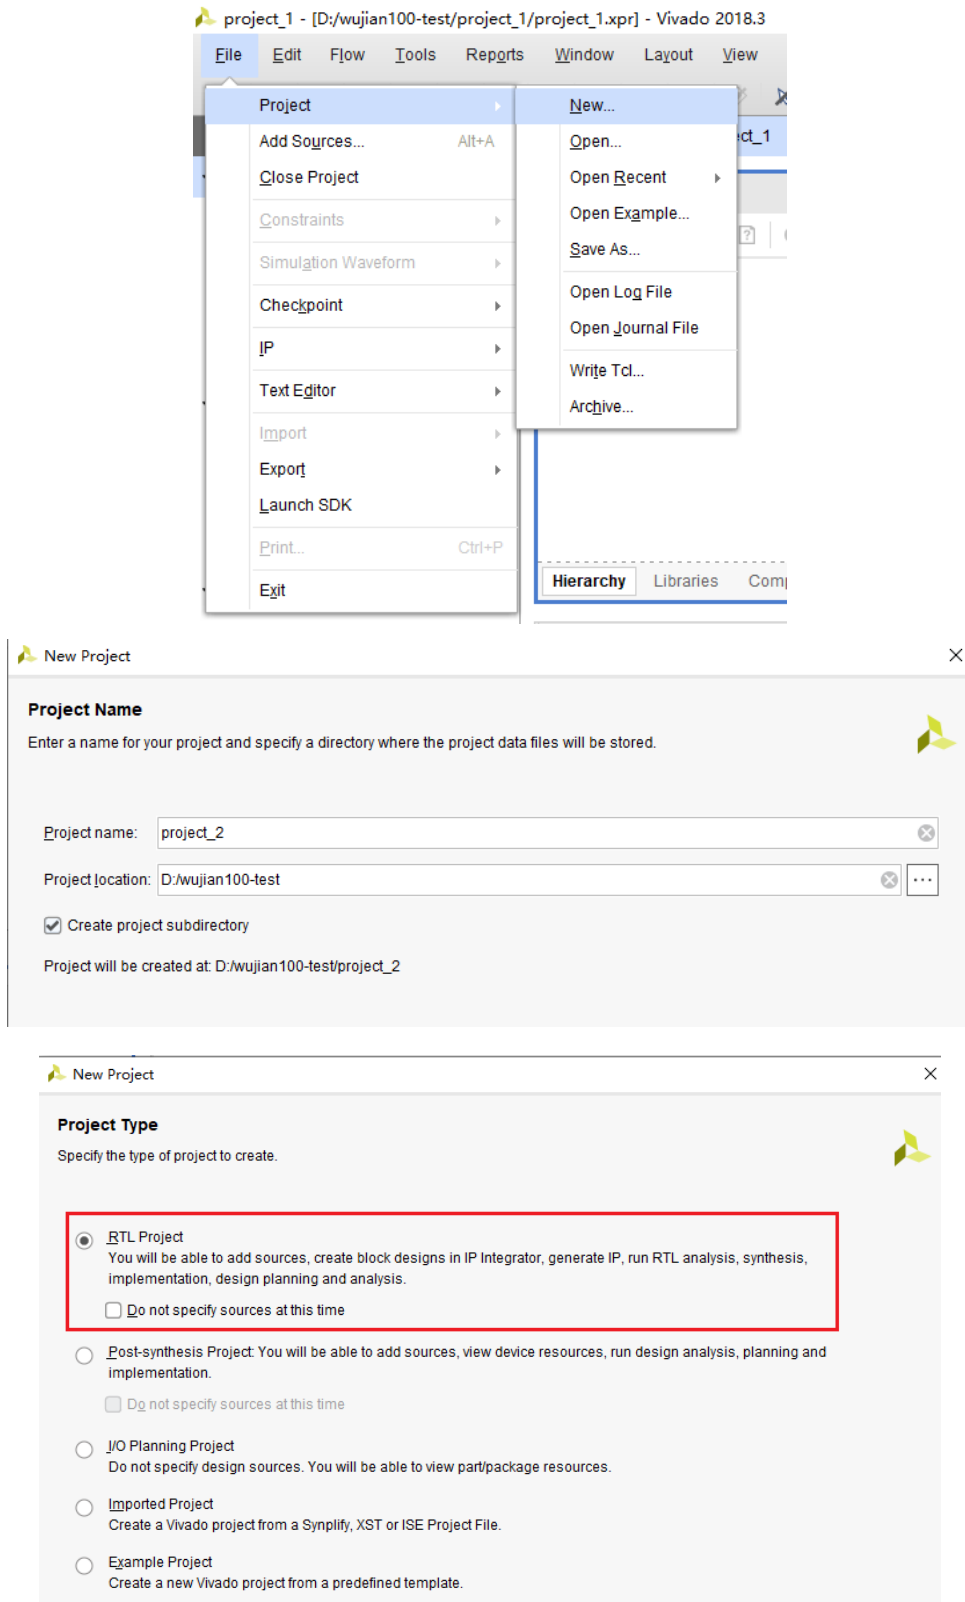 project_1 - [D:/wujian100-test/project_1/project_1.xpr] - Vivado 2018.3
File Edit Flow Tools Reports Window Layout View
Project
Add Sources... Alt+A
Close Project
Constraints
Simulation Waveform
Checkpoint
IP
Text Editor
Import
Export
Launch SDK
Print... Ctrl+P
Exit
New...
Open...
Open Recent
Open Example...
Save As...
Open Log File
Open Journal File
Write Tcl...
Archive...
ct_1
Hierarchy Libraries Comp
New Project
Project Name
Enter a name for your project and specify a directory where the project data files will be stored.
Project name: project_2
Project location: D:/wujian100-test
Create project subdirectory
Project will be created at: D:/wujian100-test/project_2
New Project
Project Type
Specify the type of project to create.
RTL Project
You will be able to add sources, create block designs in IP Integrator, generate IP, run RTL analysis, synthesis,
implementation, design planning and analysis.
Do not specify sources at this time
Post-synthesis Project: You will be able to add sources, view device resources, run design analysis, planning and
implementation.
Do not specify sources at this time
I/O Planning Project
Do not specify design sources. You will be able to view part/package resources.
Imported Project
Create a Vivado project from a Synplify, XST or ISE Project File.
Example Project
Create a new Vivado project from a predefined template.